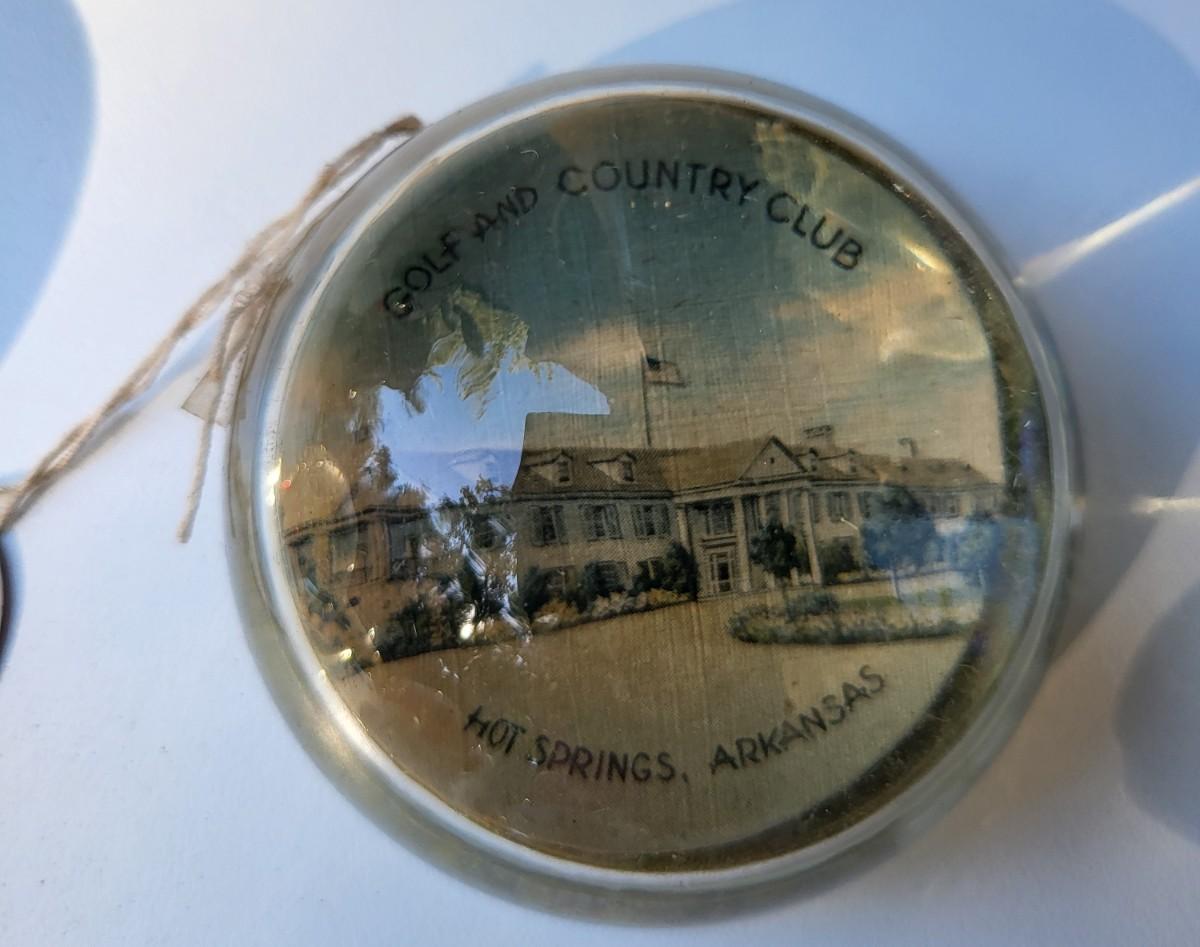 GOLF AND COUNTRY CLUB
HOT SPRINGS, ARKANSAS